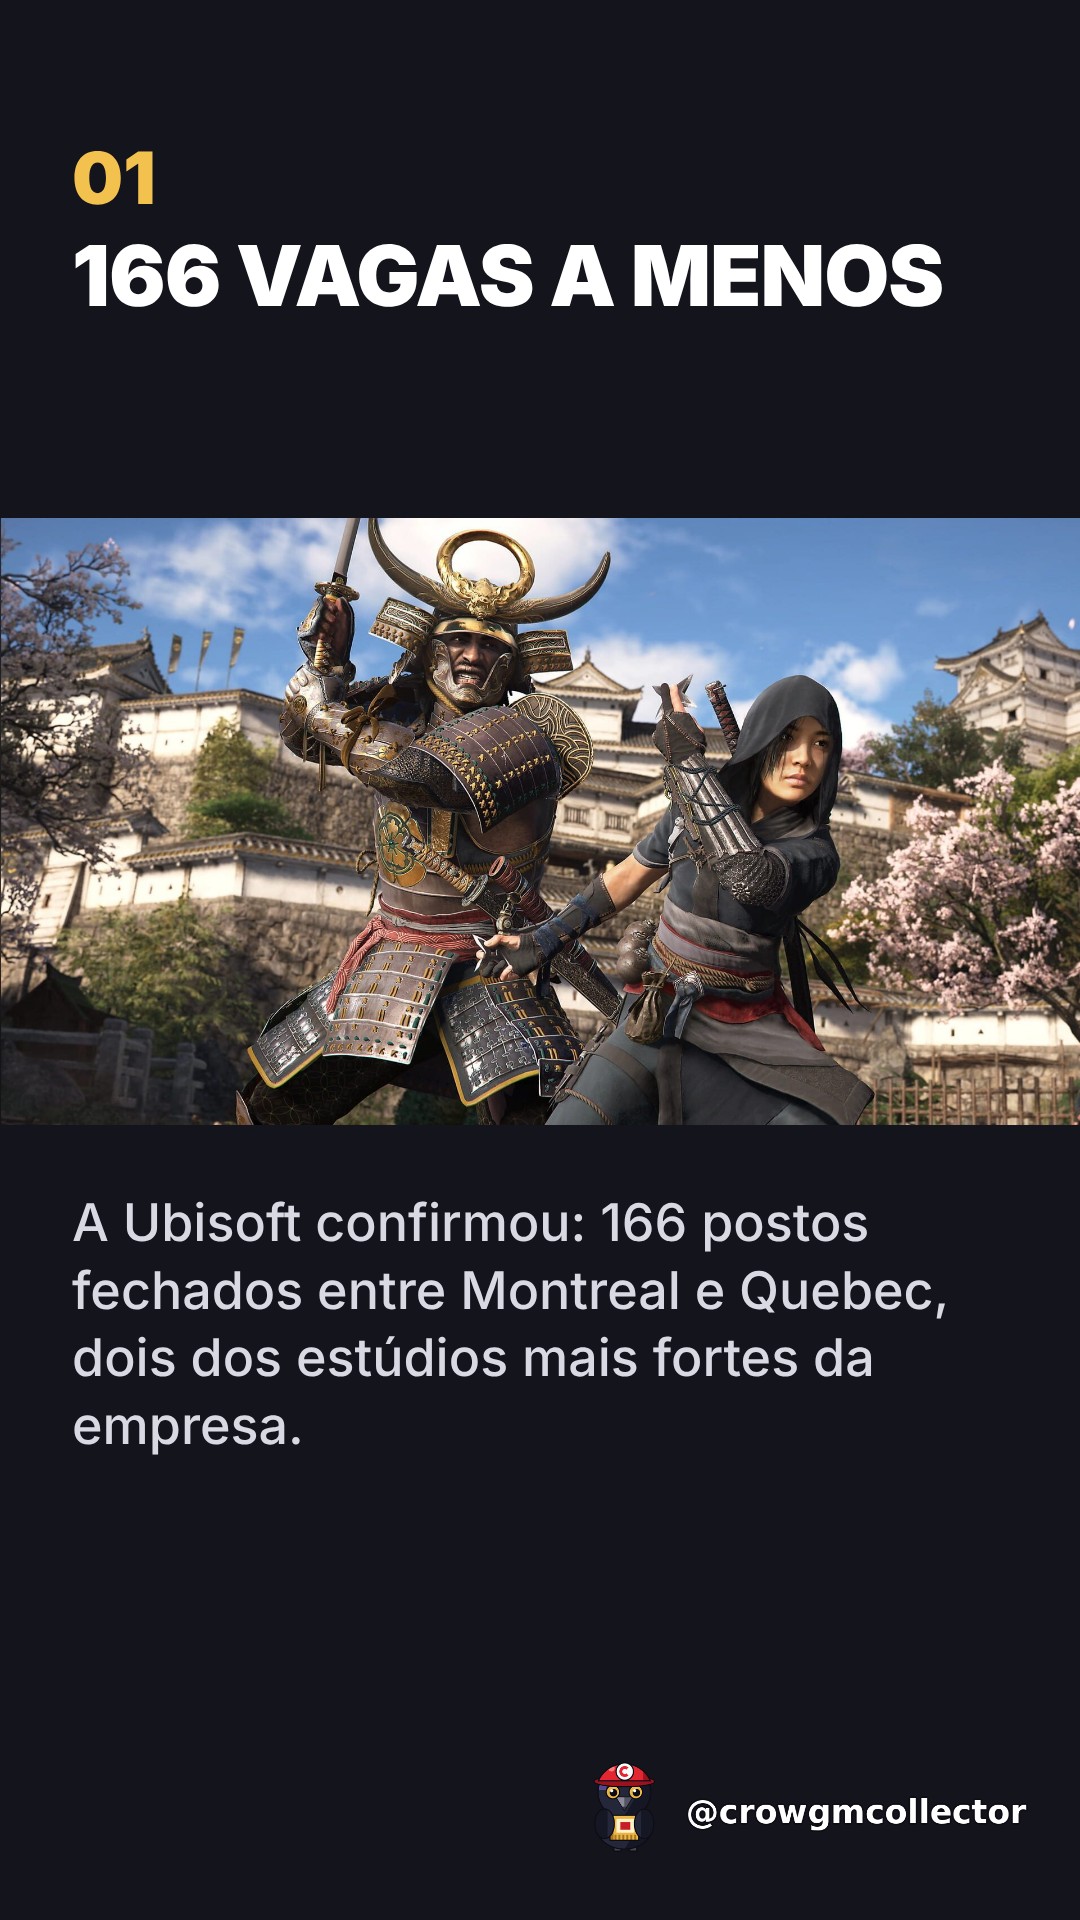 01
166 VAGAS A MENOS
A Ubisoft confirmou: 166 postos
fechados entre Montreal e Quebec,
dois dos estúdios mais fortes da
empresa.
C
@crowgmcollector